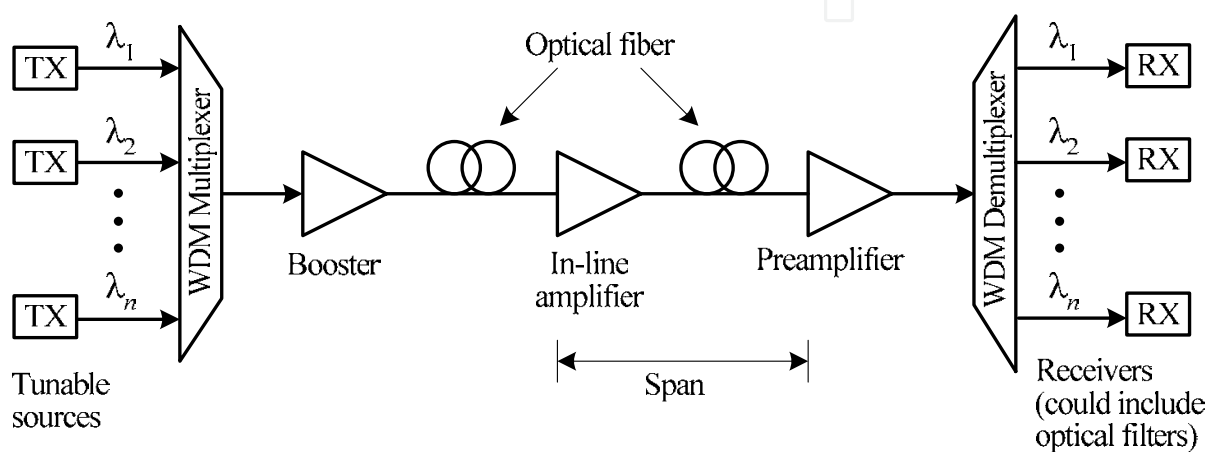 TX
λ1
TX
λ2
TX
λn
Tunable
sources
WDM Multiplexer
Booster
Optical fiber
In-line
amplifier
Span
Preamplifier
WDM Demultiplexer
λ1
RX
λ2
RX
λn
RX
Receivers
(could include
optical filters)